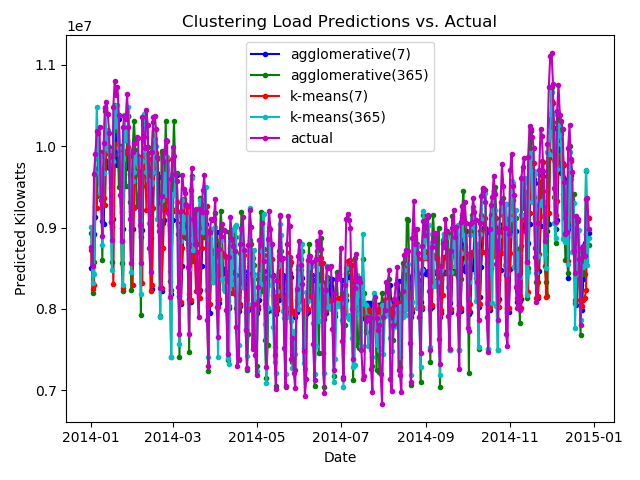 Clustering Load Predictions vs. Actual
1e7
agglomerative(7)
agglomerative(365)
k-means(7)
k-means(365)
actual
1.1
1.0
0.9
0.8
0.7
Predicted Kilowatts
2014-01 2014-03 2014-05 2014-07 2014-09 2014-11 2015-01
Date